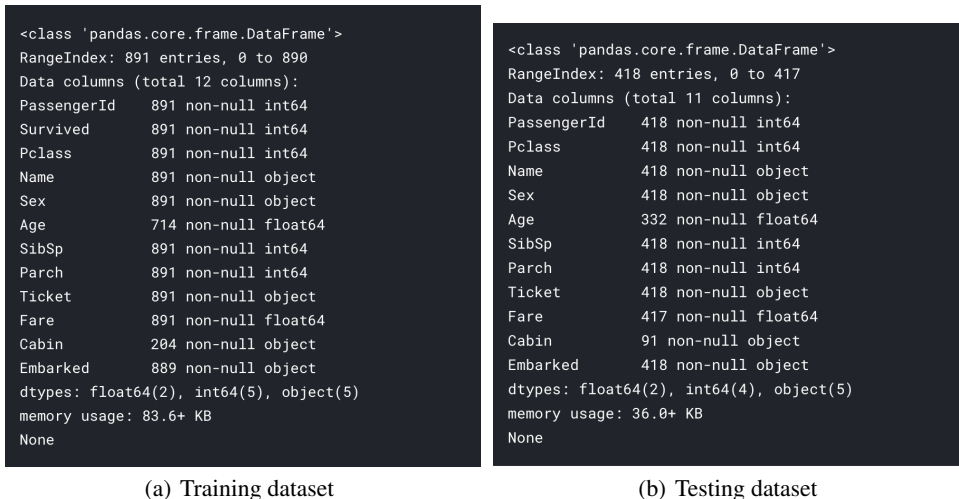 <class 'pandas.core.frame.DataFrame'>
RangeIndex: 891 entries, 0 to 890
Data columns (total 12 columns):
PassengerId    891 non-null int64
Survived       891 non-null int64
Pclass         891 non-null int64
Name           891 non-null object
Sex            891 non-null object
Age            714 non-null float64
SibSp          891 non-null int64
Parch          891 non-null int64
Ticket         891 non-null object
Fare           891 non-null float64
Cabin          204 non-null object
Embarked       889 non-null object
dtypes: float64(2), int64(5), object(5)
memory usage: 83.6+ KB
None
(a) Training dataset
<class 'pandas.core.frame.DataFrame'>
RangeIndex: 418 entries, 0 to 417
Data columns (total 11 columns):
PassengerId    418 non-null int64
Pclass         418 non-null int64
Name           418 non-null object
Sex            418 non-null object
Age            332 non-null float64
SibSp          418 non-null int64
Parch          418 non-null int64
Ticket         418 non-null object
Fare           417 non-null float64
Cabin          91 non-null object
Embarked       418 non-null object
dtypes: float64(2), int64(4), object(5)
memory usage: 36.0+ KB
None
(b) Testing dataset